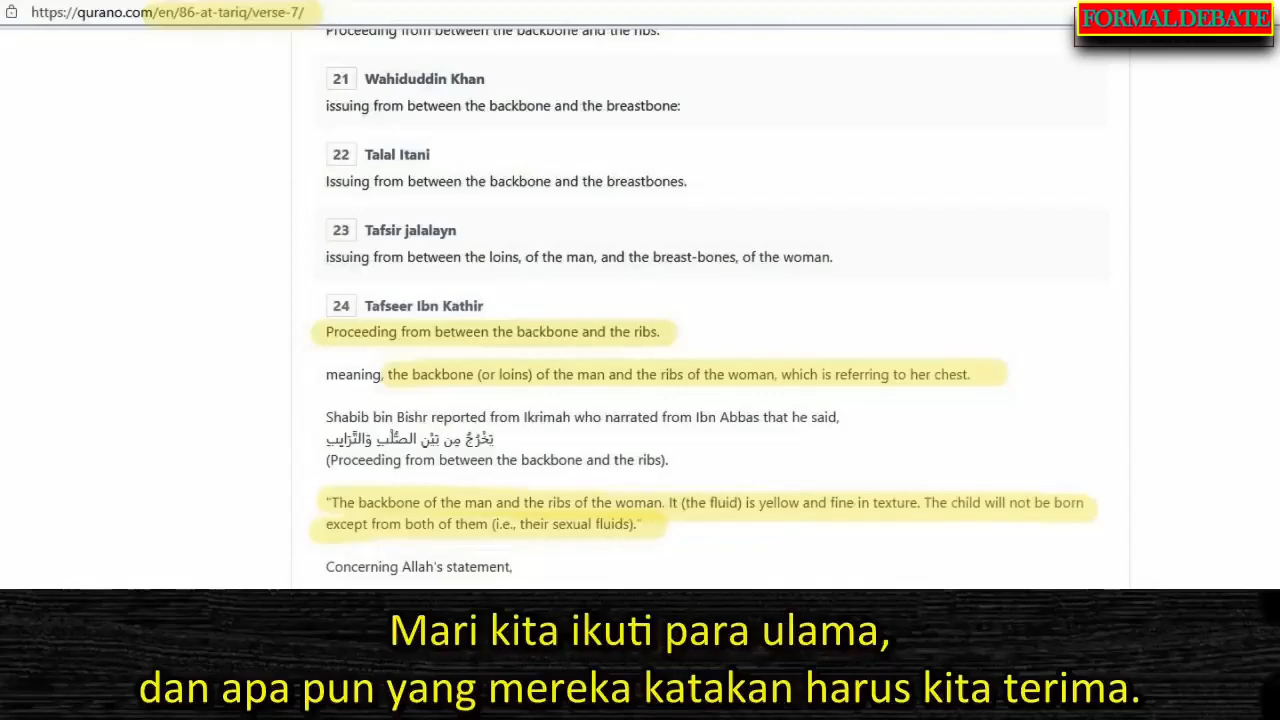 https://qurano.com/en/86-at-tariq/verse-7/
FORMAL DEBATE
Proceeding from between the backbone and the ribs.
21 Wahiduddin Khan
issuing from between the backbone and the breastbone:
22 Talal Itani
Issuing from between the backbone and the breastbones.
23 Tafsir jalalayn
issuing from between the loins, of the man, and the breast-bones, of the woman.
24 Tafseer Ibn Kathir
Proceeding from between the backbone and the ribs.
meaning, the backbone (or loins) of the man and the ribs of the woman, which is referring to her chest.
Shabib bin Bishr reported from Ikrimah who narrated from Ibn Abbas that he said,
يَخْرُجُ مِن بَيْنِ الصُّلْبِ وَالتَّرَايِبِ
(Proceeding from between the backbone and the ribs).
"The backbone of the man and the ribs of the woman. It (the fluid) is yellow and fine in texture. The child will not be born
except from both of them (i.e., their sexual fluids)."
Concerning Allah's statement,
Mari kita ikuti para ulama,
dan apa pun yang mereka katakan harus kita terima.